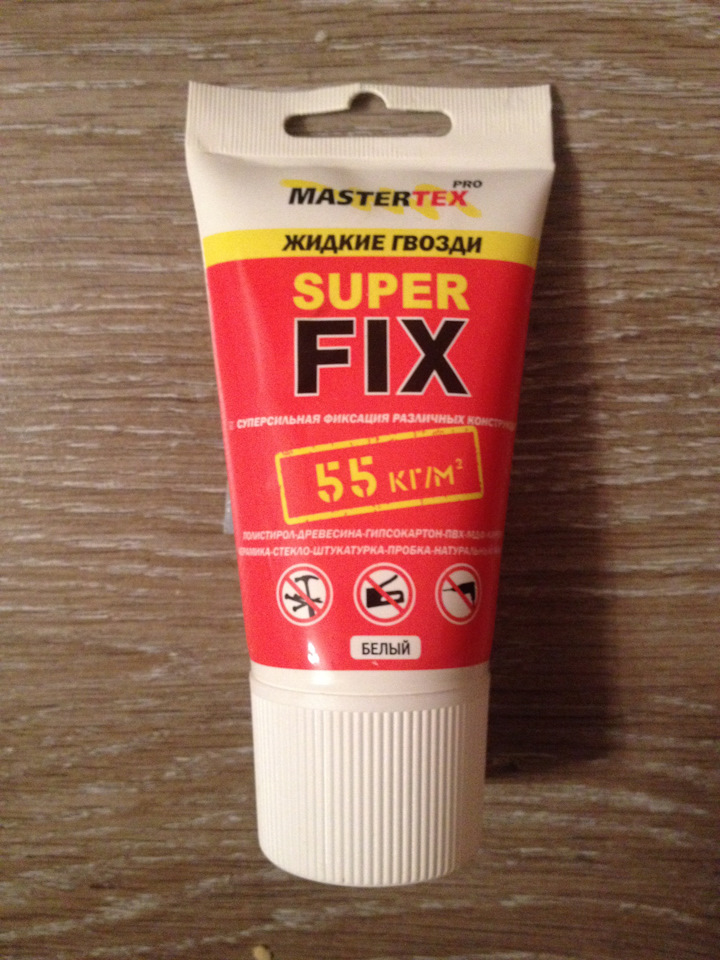 MASTERTEX PRO
ЖИДКИЕ ГВОЗДИ
SUPER
FIX
СУПЕРСИЛЬНАЯ ФИКСАЦИЯ РАЗЛИЧНЫХ
55 КГ/М²
ПОЛИСТИРОЛ-ДРЕВЕСИНА-ГИПСОКАРТОН-ПВХ-МДФ
СТЕКЛО-ШТУКАТУРКА-ПРОБКА
БЕЛЫЙ